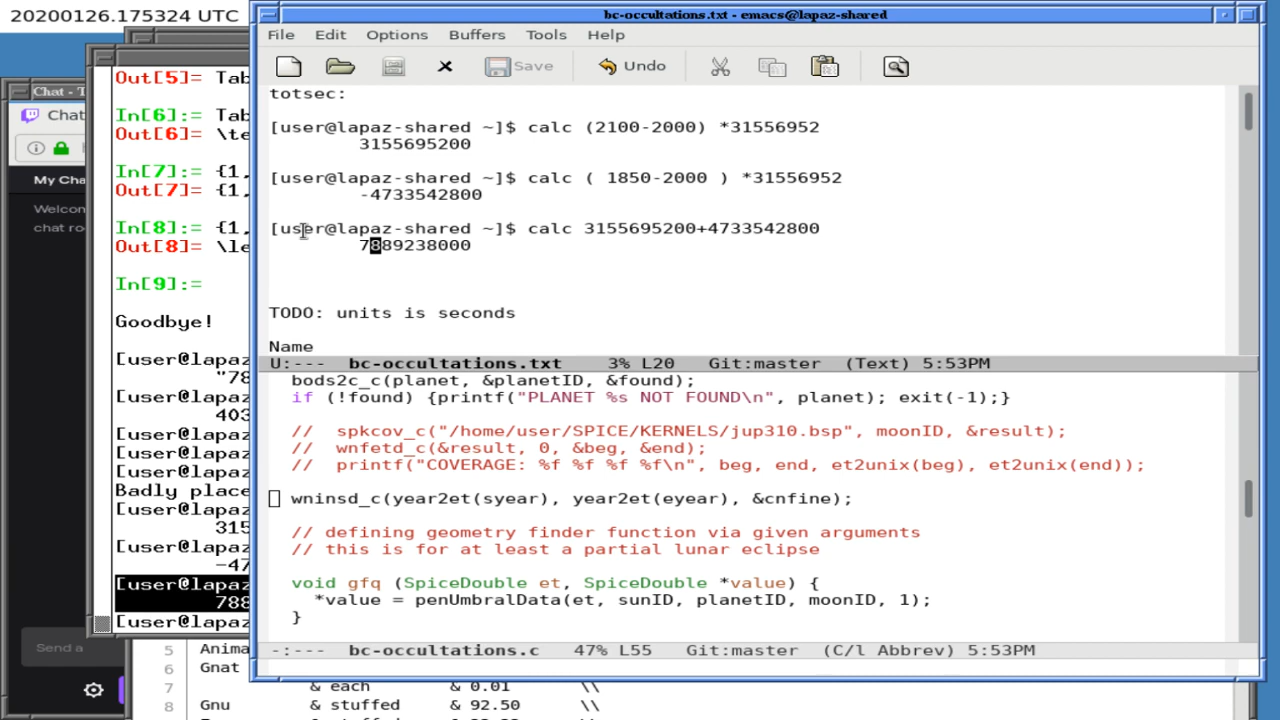 20200126.175324 UTC
bc-occultations.txt - emacs@lapaz-shared
File Edit Options Buffers Tools Help
Save Undo
totsec:
[user@lapaz-shared ~]$ calc (2100-2000) *31556952
3155695200
[user@lapaz-shared ~]$ calc ( 1850-2000 ) *31556952
-4733542800
[user@lapaz-shared ~]$ calc 3155695200+4733542800
7889238000
TODO: units is seconds
Name
U:--- bc-occultations.txt 3% L20 Git:master (Text) 5:53PM
bods2c_c(planet, &planetID, &found);
if (!found) {printf("PLANET %s NOT FOUND\n", planet); exit(-1);}
// spkcov_c("/home/user/SPICE/KERNELS/jup310.bsp", moonID, &result);
// wnfetd_c(&result, 0, &beg, &end);
// printf("COVERAGE: %f %f %f %f\n", beg, end, et2unix(beg), et2unix(end));
wninsd_c(year2et(syear), year2et(eyear), &cnfine);
// defining geometry finder function via given arguments
// this is for at least a partial lunar eclipse
void gfq (SpiceDouble et, SpiceDouble *value) {
*value = penUmbralData(et, sunID, planetID, moonID, 1);
}
-:--- bc-occultations.c 47% L55 Git:master (C/l Abbrev) 5:53PM
Out[5]= Tab
In[6]:= Tab
Out[6]= \te
In[7]:= {1,
Out[7]= {1,
In[8]:= {1,
Out[8]= \le
In[9]:=
Goodbye!
[user@lapaz
"78
[user@lapaz
403
[user@lapaz
[user@lapaz
[user@lapaz
Badly place
[user@lapaz
315
[user@lapaz
-47
[user@lapaz
788
[user@lapaz
Chat - T
Chat
My Cha
Welcom
chat ro
Send a
5 Anima
6 Gnat
7 & each & 0.01 \\
8 Gnu & stuffed & 92.50 \\